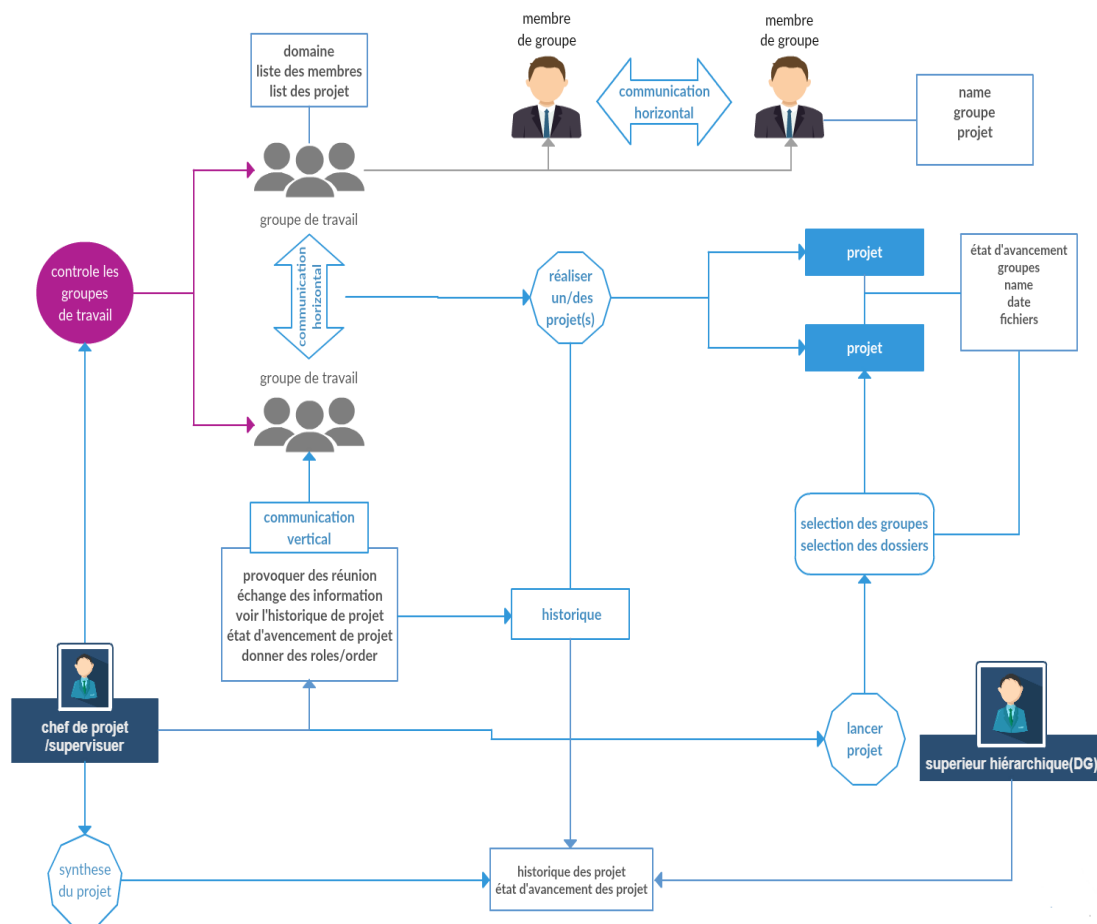 membre
de groupe
membre
de groupe
domaine
liste des membres
list des projet
communication
horizontal
name
groupe
projet
groupe de travail
controle les
groupes
de travail
communication
horizontal
réaliser
un/des
projet(s)
projet
projet
état d'avancement
groupes
name
date
fichiers
groupe de travail
communication
vertical
selection des groupes
selection des dossiers
provoquer des réunion
échange des information
voir l'historique de projet
état d'avencement de projet
donner des roles/order
historique
chef de projet
/supervisuer
lancer
projet
superieur hiérarchique(DG)
synthese
du projet
historique des projet
état d'avancement des projet